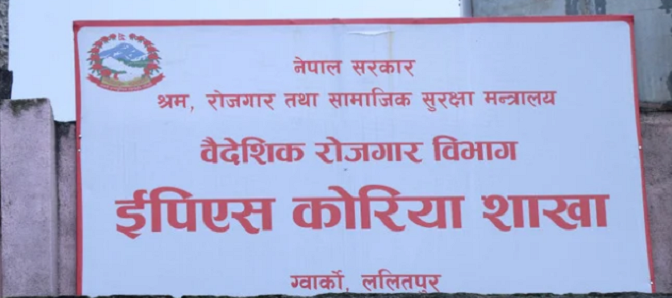 नेपाल सरकार
श्रम, रोजगार तथा सामाजिक सुरक्षा मन्त्रालय
वैदेशिक रोजगार विभाग
ईपिएस कोरिया शाखा
ग्वार्को, ललितपुर